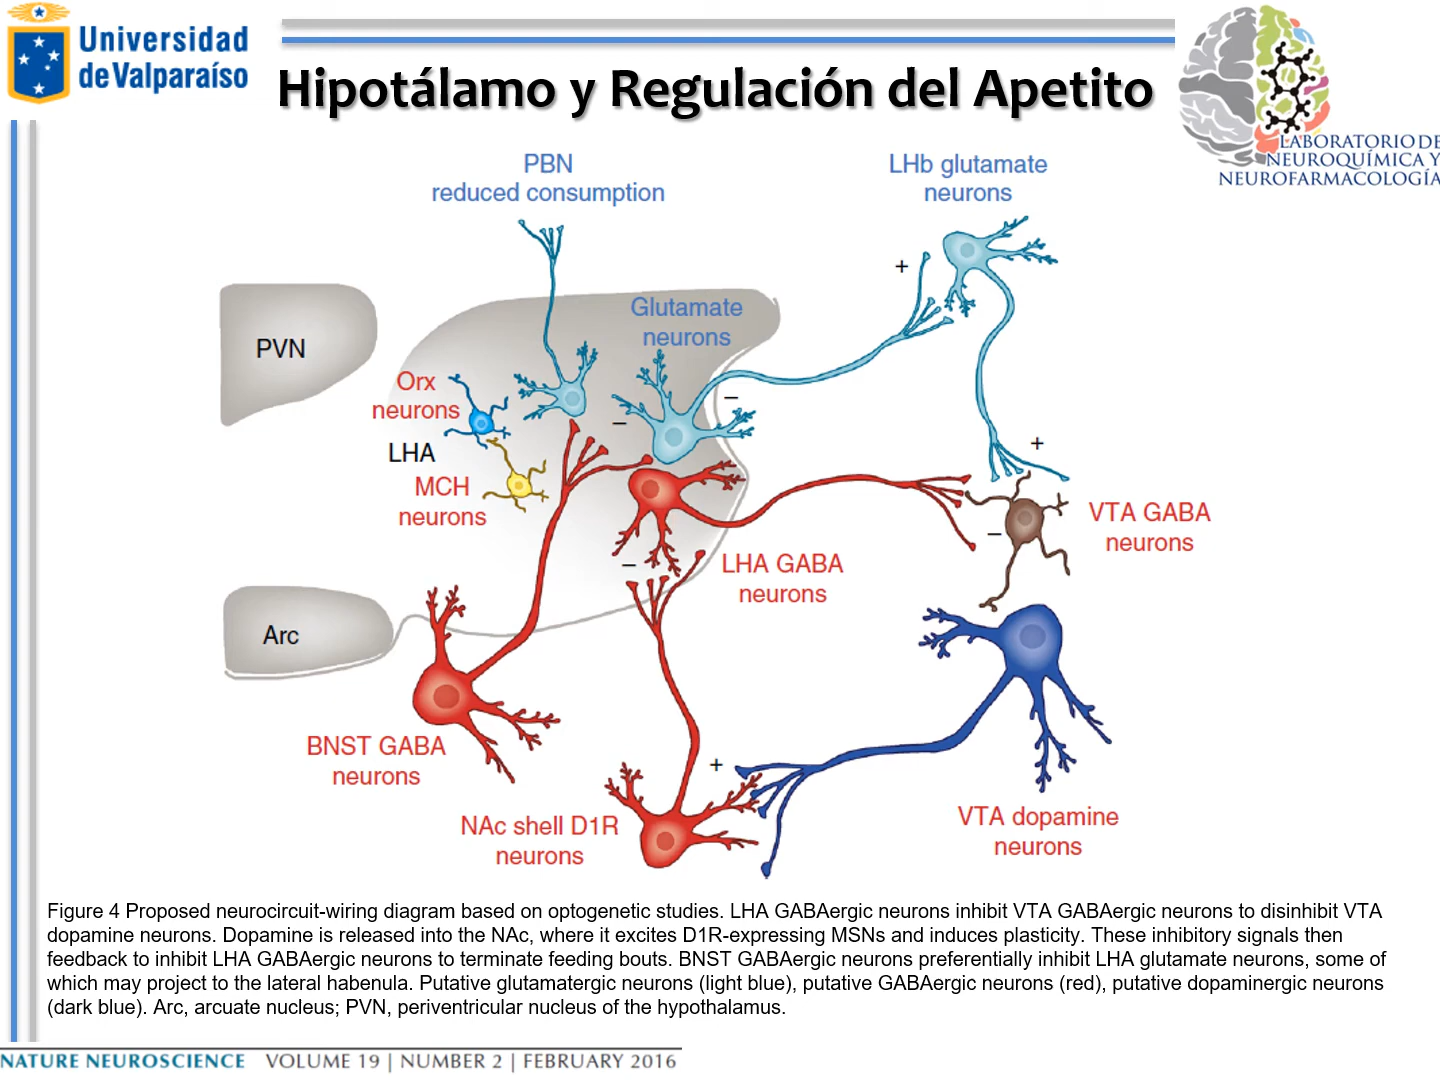 Universidad
de Valparaíso
Hipotálamo y Regulación del Apetito
LABORATORIO DE
NEUROQUÍMICA Y
NEUROFARMACOLOGÍA
PBN
reduced consumption
LHb glutamate
neurons
+
Glutamate
neurons
PVN
Orx
neurons
–
–
LHA
+
MCH
neurons
VTA GABA
neurons
–
–
LHA GABA
neurons
Arc
BNST GABA
neurons
+
NAc shell D1R
neurons
VTA dopamine
neurons
Figure 4 Proposed neurocircuit-wiring diagram based on optogenetic studies. LHA GABAergic neurons inhibit VTA GABAergic neurons to disinhibit VTA
dopamine neurons. Dopamine is released into the NAc, where it excites D1R-expressing MSNs and induces plasticity. These inhibitory signals then
feedback to inhibit LHA GABAergic neurons to terminate feeding bouts. BNST GABAergic neurons preferentially inhibit LHA glutamate neurons, some of
which may project to the lateral habenula. Putative glutamatergic neurons (light blue), putative GABAergic neurons (red), putative dopaminergic neurons
(dark blue). Arc, arcuate nucleus; PVN, periventricular nucleus of the hypothalamus.
NATURE NEUROSCIENCE VOLUME 19 | NUMBER 2 | FEBRUARY 2016